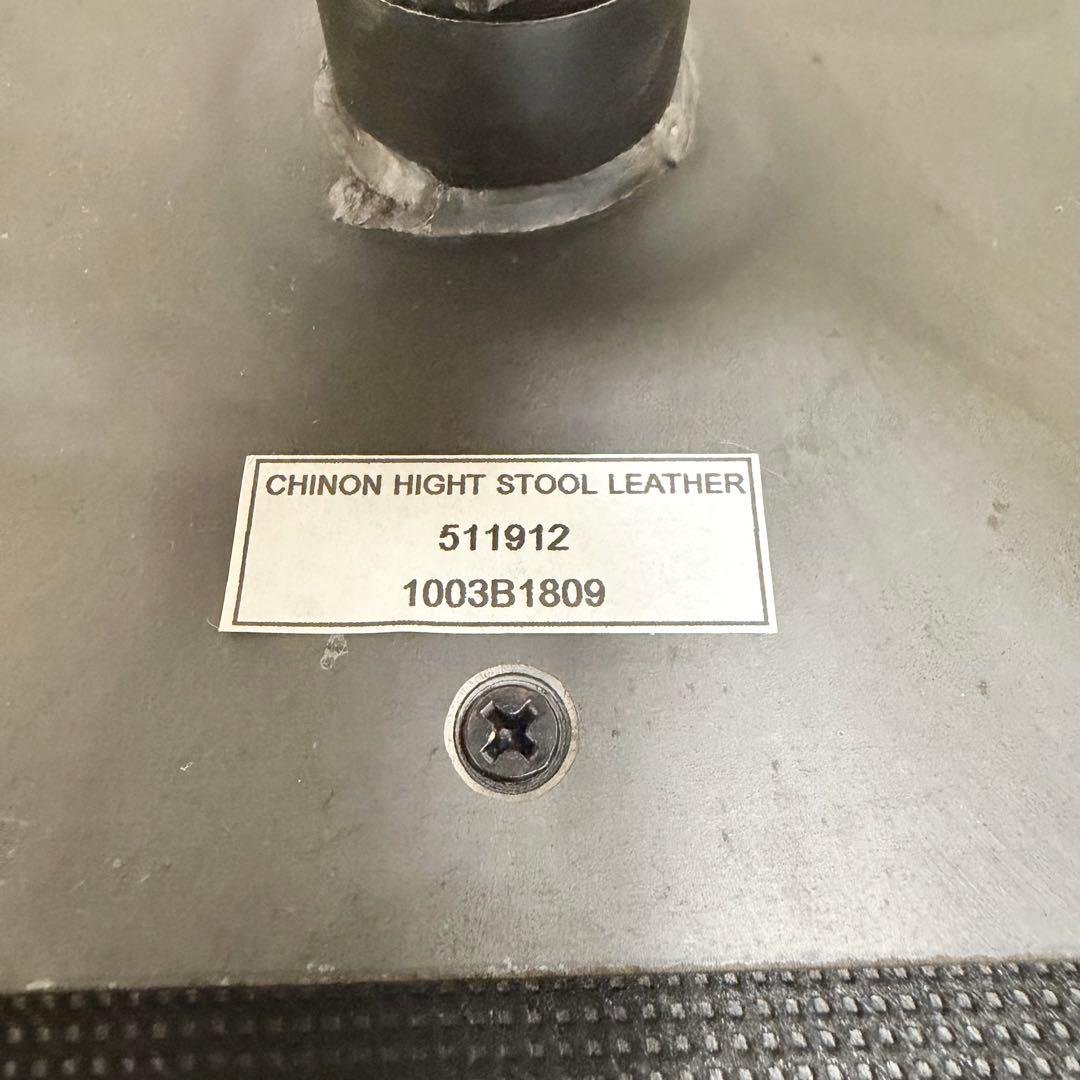 CHINON HIGHT STOOL LEATHER
511912
1003B1809